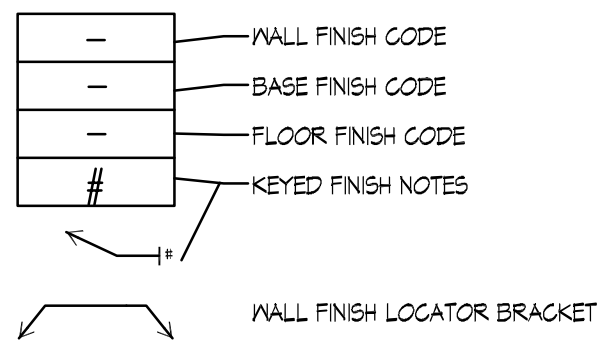 - WALL FINISH CODE
- BASE FINISH CODE
- FLOOR FINISH CODE
# KEYED FINISH NOTES
#
WALL FINISH LOCATOR BRACKET